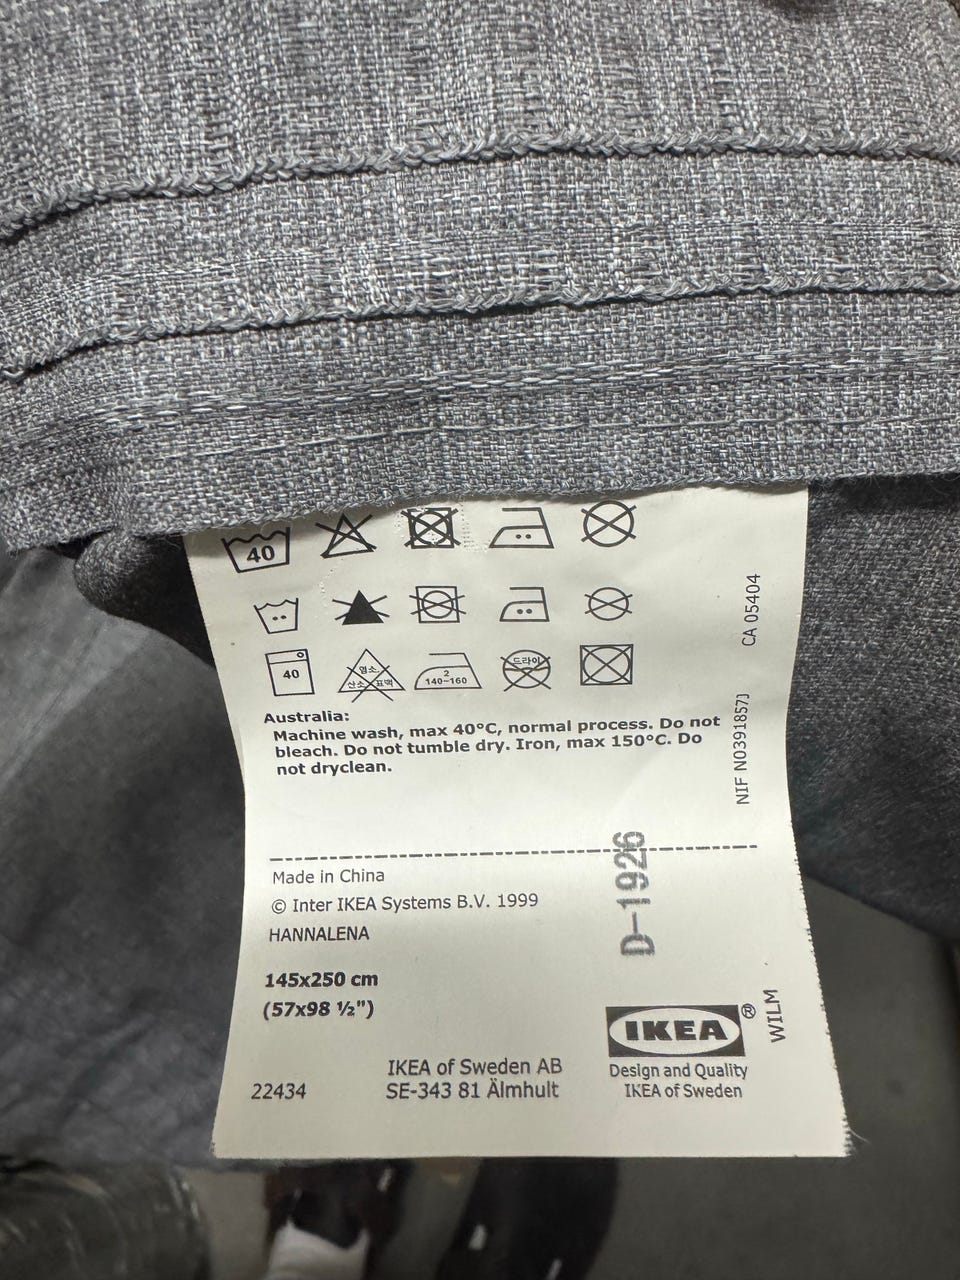 40
40
염소
산소 표백
2
140-160
드라이
Australia:
Machine wash, max 40°C, normal process. Do not
bleach. Do not tumble dry. Iron, max 150°C. Do
not dryclean.
CA 05404
NIF N0391857J
Made in China
© Inter IKEA Systems B.V. 1999
HANNALENA
145x250 cm
(57x98 ½")
D-1926
22434
IKEA of Sweden AB
SE-343 81 Älmhult
IKEA®
Design and Quality
IKEA of Sweden
WILM